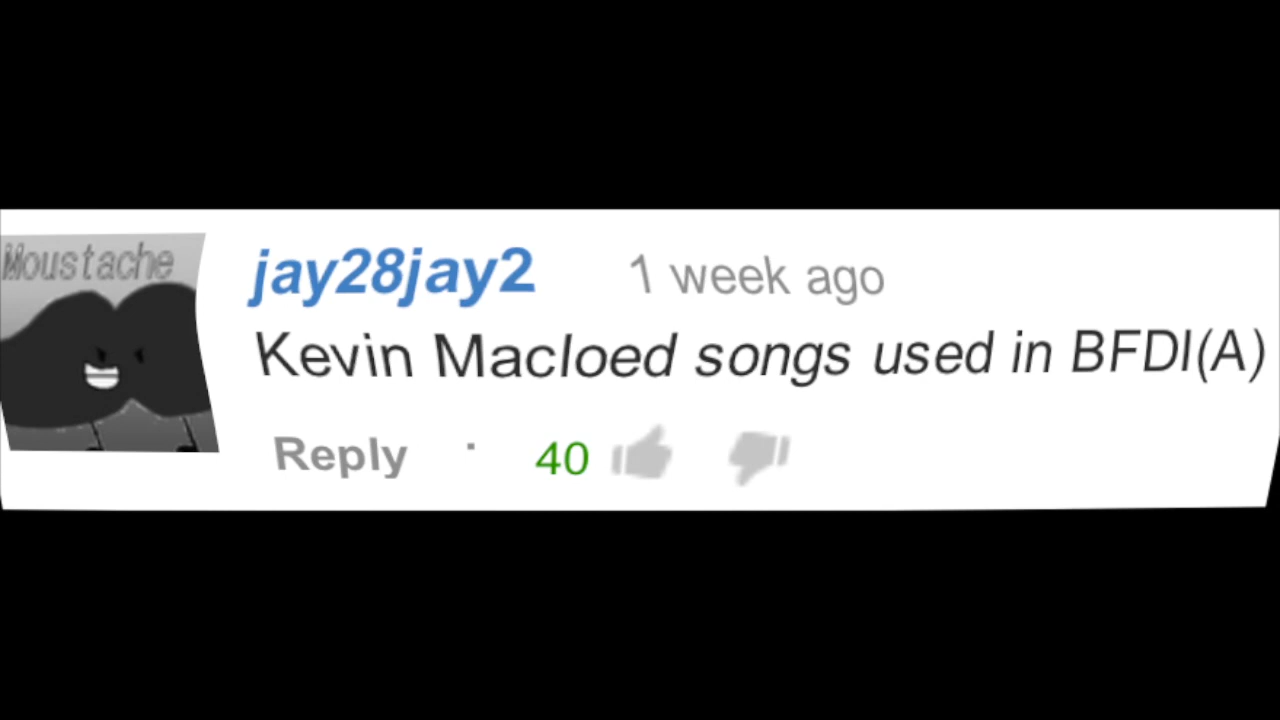 Moustache
jay28jay2 1 week ago
Kevin Macloed songs used in BFDI(A)
Reply · 40